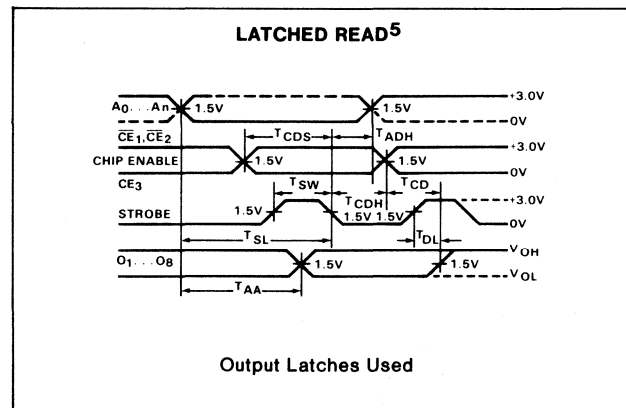 LATCHED READ5
A0...An
1.5V
1.5V
+3.0V
0V
CE1, CE2
TCDS
TADH
CHIP ENABLE
1.5V
1.5V
+3.0V
0V
CE3
TSW
TCDH
TCD
STROBE
1.5V
1.5V
1.5V
+3.0V
0V
TSL
TDL
O1...O8
1.5V
1.5V
VOH
VOL
TAA
Output Latches Used